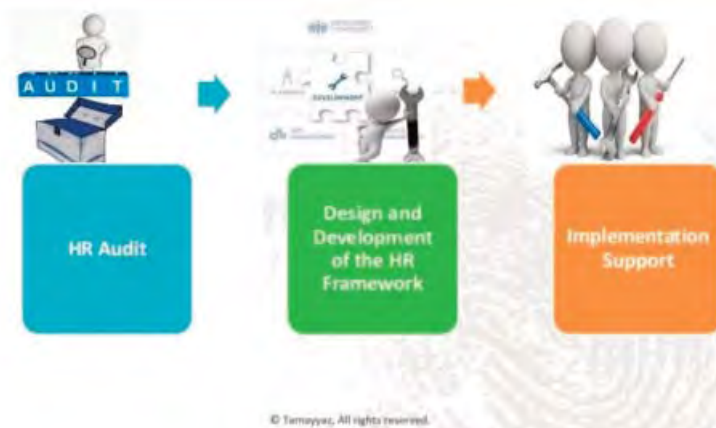 AUDIT
DEVELOPMENT
HR Audit
Design and
Development
of the HR
Framework
Implementation
Support
© Tamayyaz, All rights reserved.